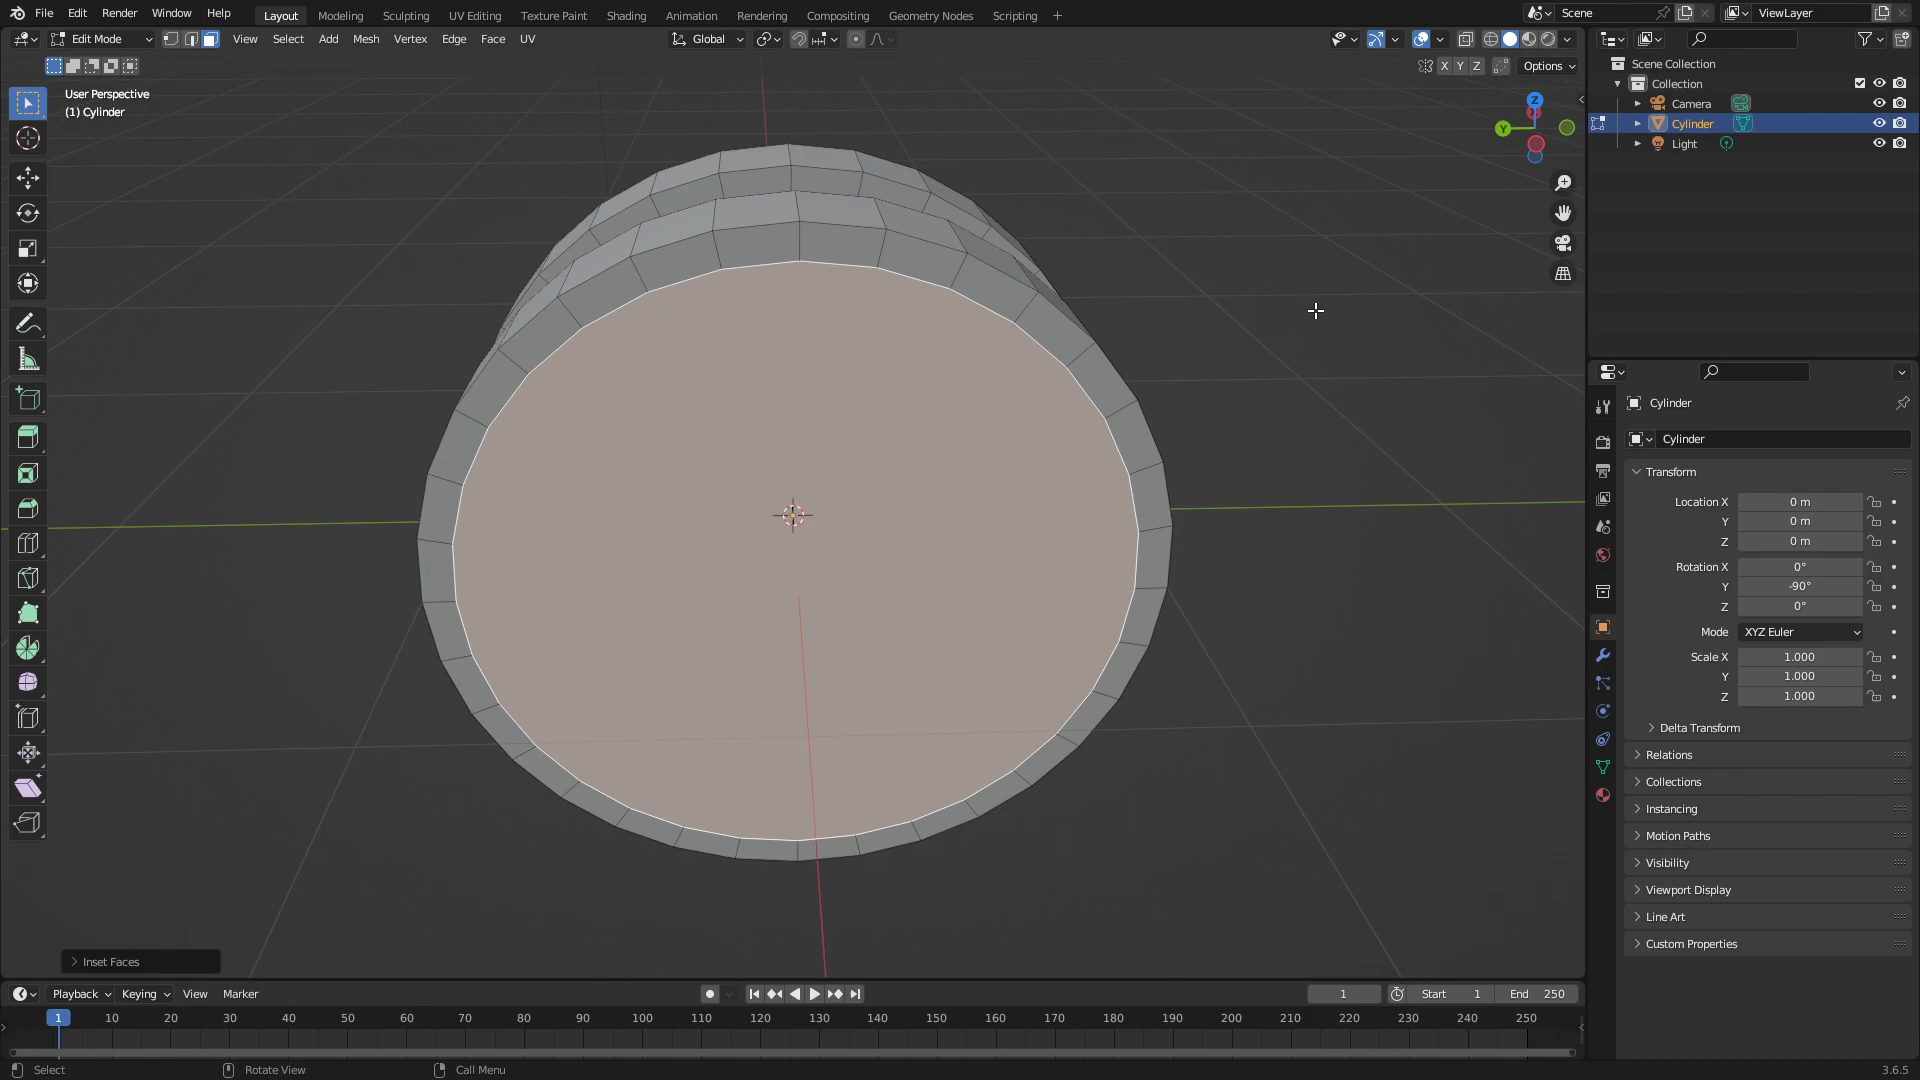 File Edit Render Window Help
Layout Modeling Sculpting UV Editing Texture Paint Shading Animation Rendering Compositing Geometry Nodes Scripting +
Scene ViewLayer
Edit Mode View Select Add Mesh Vertex Edge Face UV
Global
X Y Z Options
User Perspective
(1) Cylinder
Z
Y
Scene Collection
Collection
Camera
Cylinder
Light
Cylinder
Cylinder
Transform
Location X 0 m
Y 0 m
Z 0 m
Rotation X 0°
Y -90°
Z 0°
Mode XYZ Euler
Scale X 1.000
Y 1.000
Z 1.000
Delta Transform
Relations
Collections
Instancing
Motion Paths
Visibility
Viewport Display
Line Art
Custom Properties
Inset Faces
Playback Keying View Marker
1 Start 1 End 250
1 10 20 30 40 50 60 70 80 90 100 110 120 130 140 150 160 170 180 190 200 210 220 230 240 250
Select Rotate View Call Menu 3.6.5